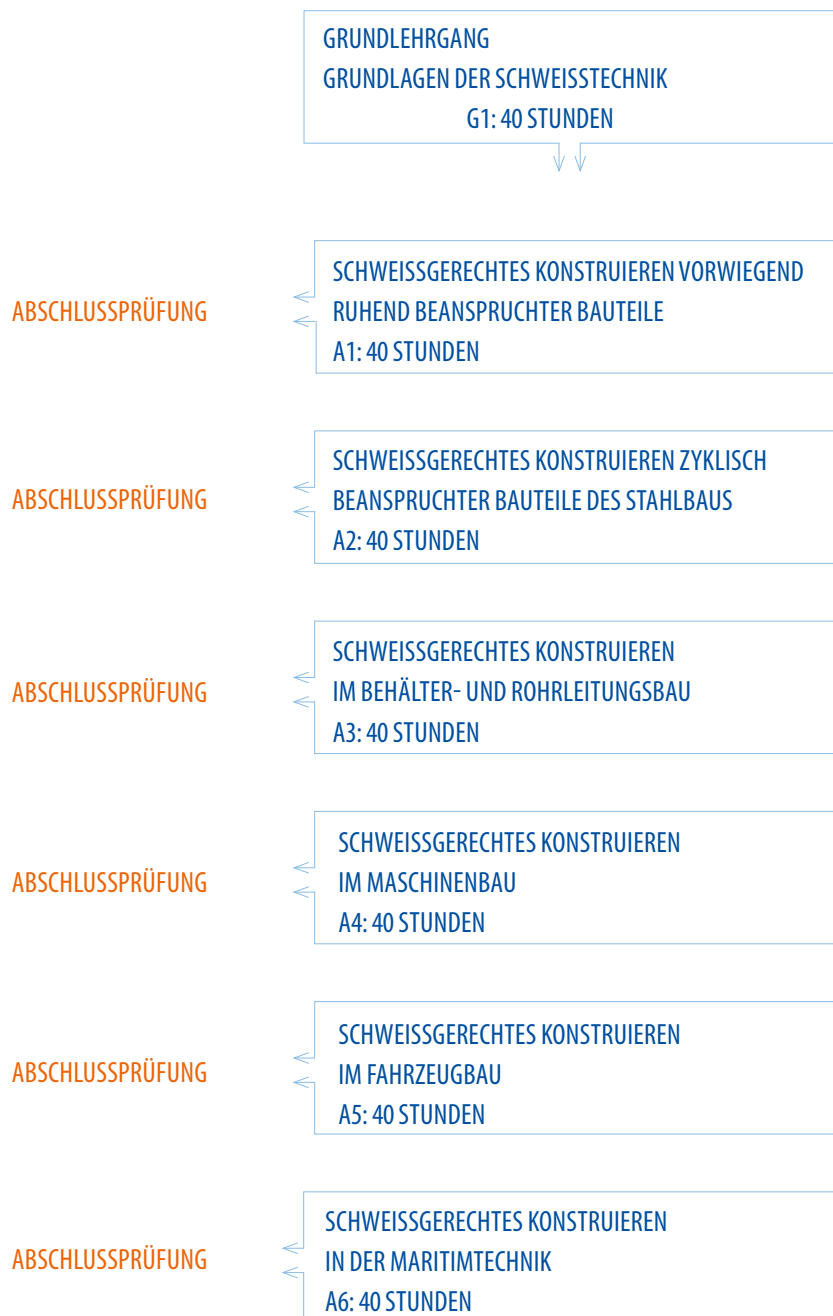 GRUNDLEHRGANG
GRUNDLAGEN DER SCHWEISSTECHNIK
G1: 40 STUNDEN
ABSCHLUSSPRÜFUNG
SCHWEISSGERECHTES KONSTRUIEREN VORWIEGEND
RUHEND BEANSPRUCHTER BAUTEILE
A1: 40 STUNDEN
ABSCHLUSSPRÜFUNG
SCHWEISSGERECHTES KONSTRUIEREN ZYKLISCH
BEANSPRUCHTER BAUTEILE DES STAHLBAUS
A2: 40 STUNDEN
ABSCHLUSSPRÜFUNG
SCHWEISSGERECHTES KONSTRUIEREN
IM BEHÄLTER- UND ROHRLEITUNGSBAU
A3: 40 STUNDEN
ABSCHLUSSPRÜFUNG
SCHWEISSGERECHTES KONSTRUIEREN
IM MASCHINENBAU
A4: 40 STUNDEN
ABSCHLUSSPRÜFUNG
SCHWEISSGERECHTES KONSTRUIEREN
IM FAHRZEUGBAU
A5: 40 STUNDEN
ABSCHLUSSPRÜFUNG
SCHWEISSGERECHTES KONSTRUIEREN
IN DER MARITIMTECHNIK
A6: 40 STUNDEN